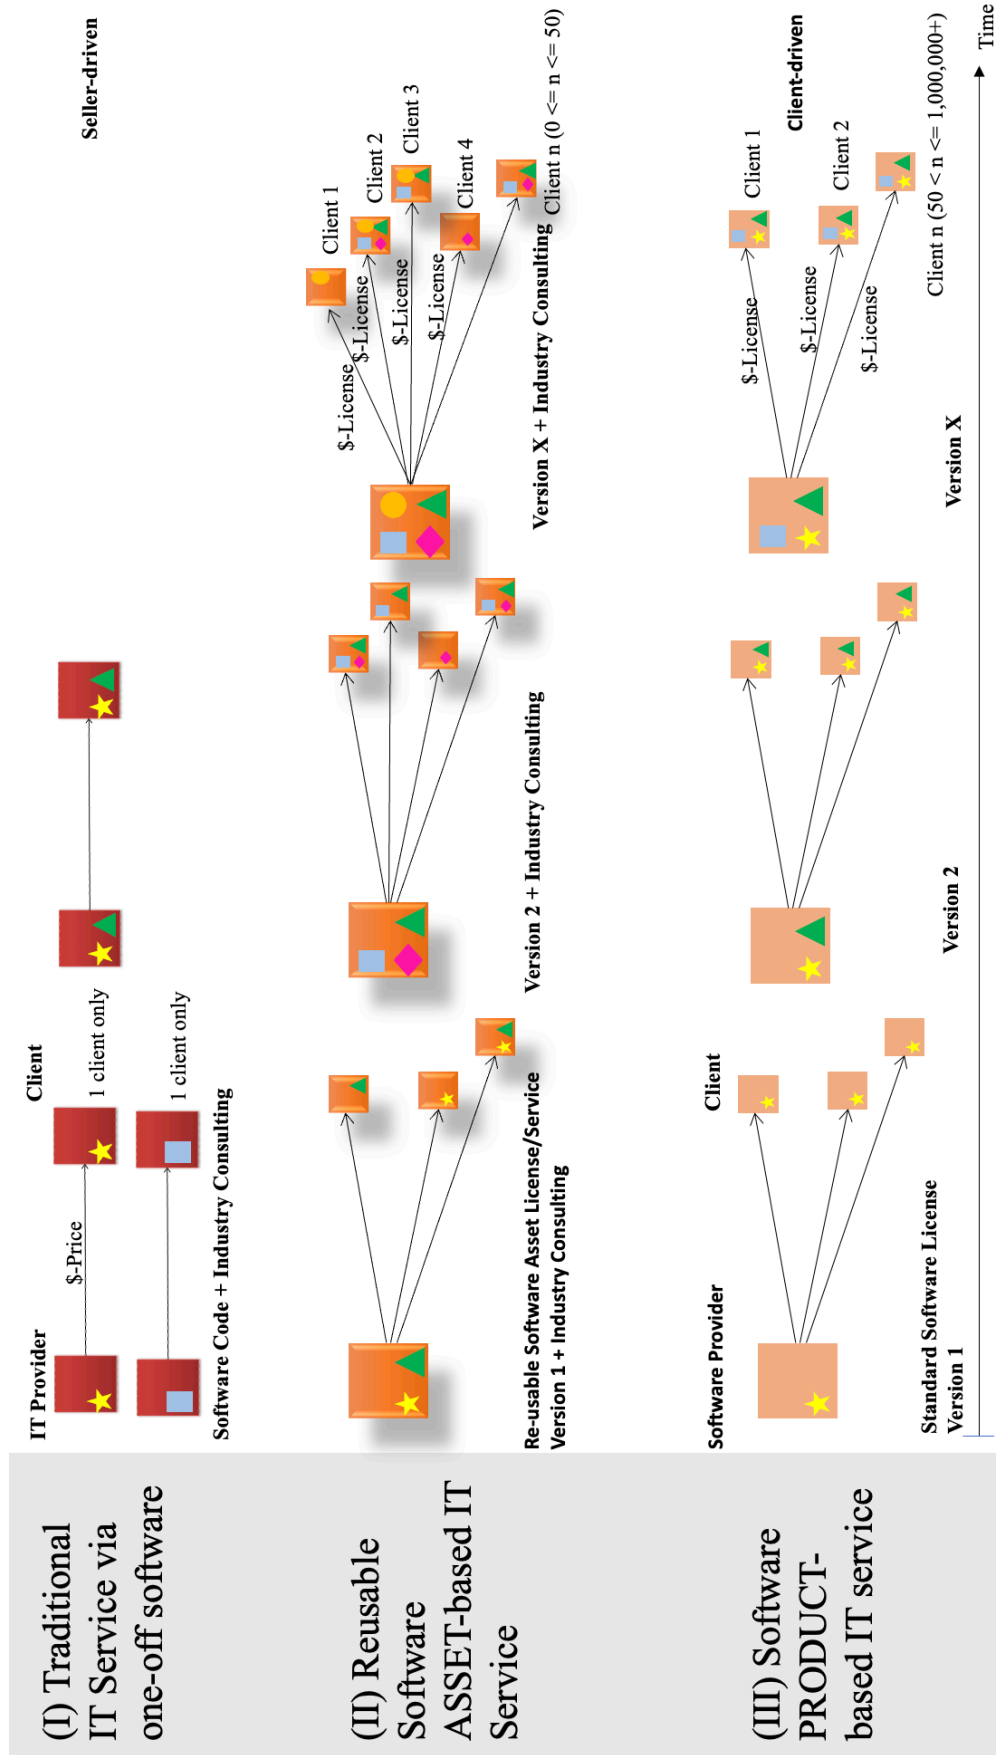 (I) Traditional
IT Service via
one-off software
IT Provider
Client
Seller-driven
$-Price
1 client only
1 client only
Software Code + Industry Consulting
(II) Reusable
Software
ASSET-based IT
Service
Re-usable Software Asset License/Service
Version 1 + Industry Consulting
Version 2 + Industry Consulting
Version X + Industry Consulting
$-License
$-License
$-License
$-License
Client 1
Client 2
Client 3
Client 4
Client n (0 <= n <= 50)
(III) Software
PRODUCT-
based IT service
Software Provider
Client
Client-driven
Standard Software License
Version 1
Version 2
Version X
$-License
$-License
$-License
Client 1
Client 2
Client n (50 < n <= 1,000,000+)
Time